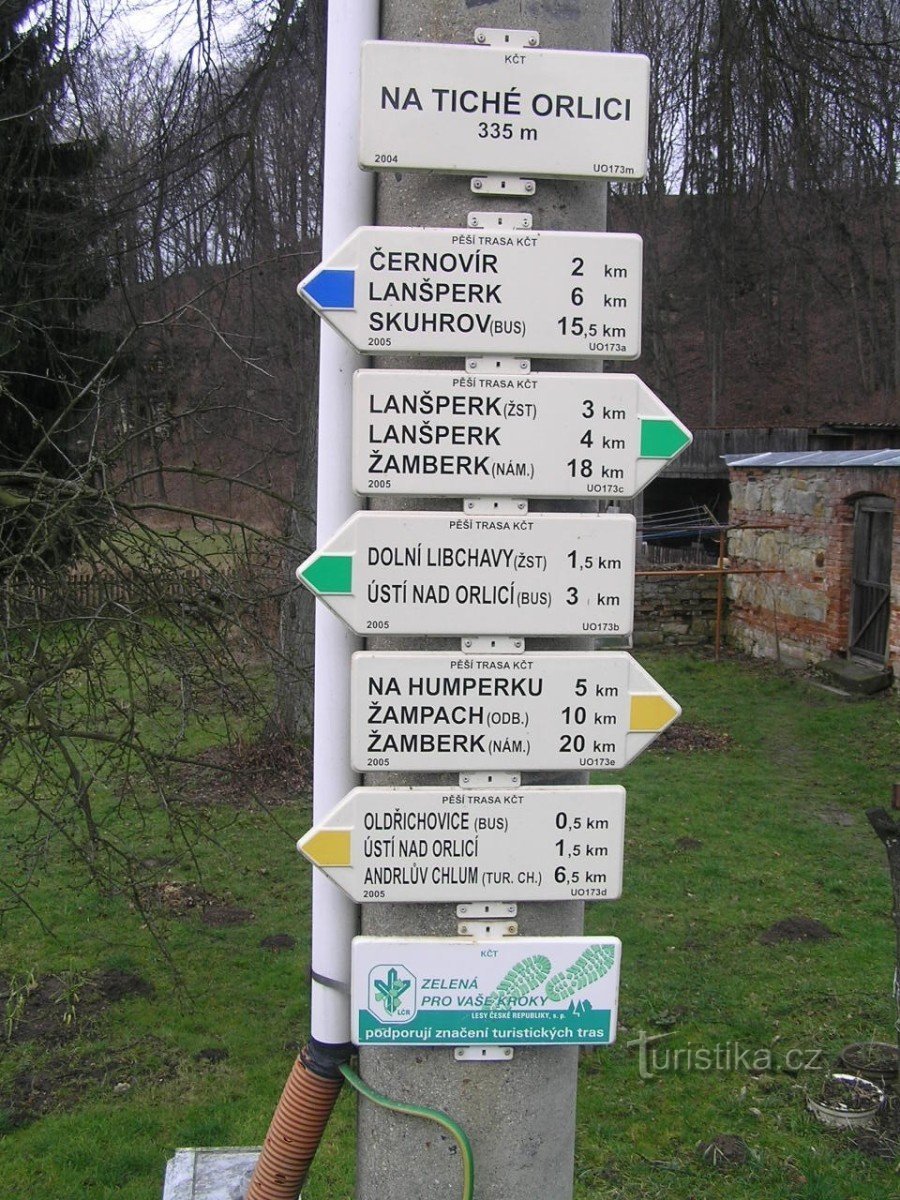 KČT
NA TICHÉ ORLICI
335 m
2004 UO173m
PĚŠÍ TRASA KČT
ČERNOVÍR 2 km
LANŠPERK 6 km
SKUHROV(BUS) 15,5 km
2005 UO173a
PĚŠÍ TRASA KČT
LANŠPERK(ŽST) 3 km
LANŠPERK 4 km
ŽAMBERK(NÁM.) 18 km
2005 UO173c
PĚŠÍ TRASA KČT
DOLNÍ LIBCHAVY(ŽST) 1,5 km
ÚSTÍ NAD ORLICÍ(BUS) 3 km
2005 UO173b
PĚŠÍ TRASA KČT
NA HUMPERKU 5 km
ŽAMPACH(ODB.) 10 km
ŽAMBERK(NÁM.) 20 km
2005 UO173e
PĚŠÍ TRASA KČT
OLDŘICHOVICE (BUS) 0,5 km
ÚSTÍ NAD ORLICÍ 1,5 km
ANDRLŮV CHLUM (TUR. CH.) 6,5 km
2005 UO173d
KČT
ZELENÁ
PRO VAŠE KROKY
LČR
LESY ČESKÉ REPUBLIKY, s. p.
podporují značení turistických tras
Turistika.cz